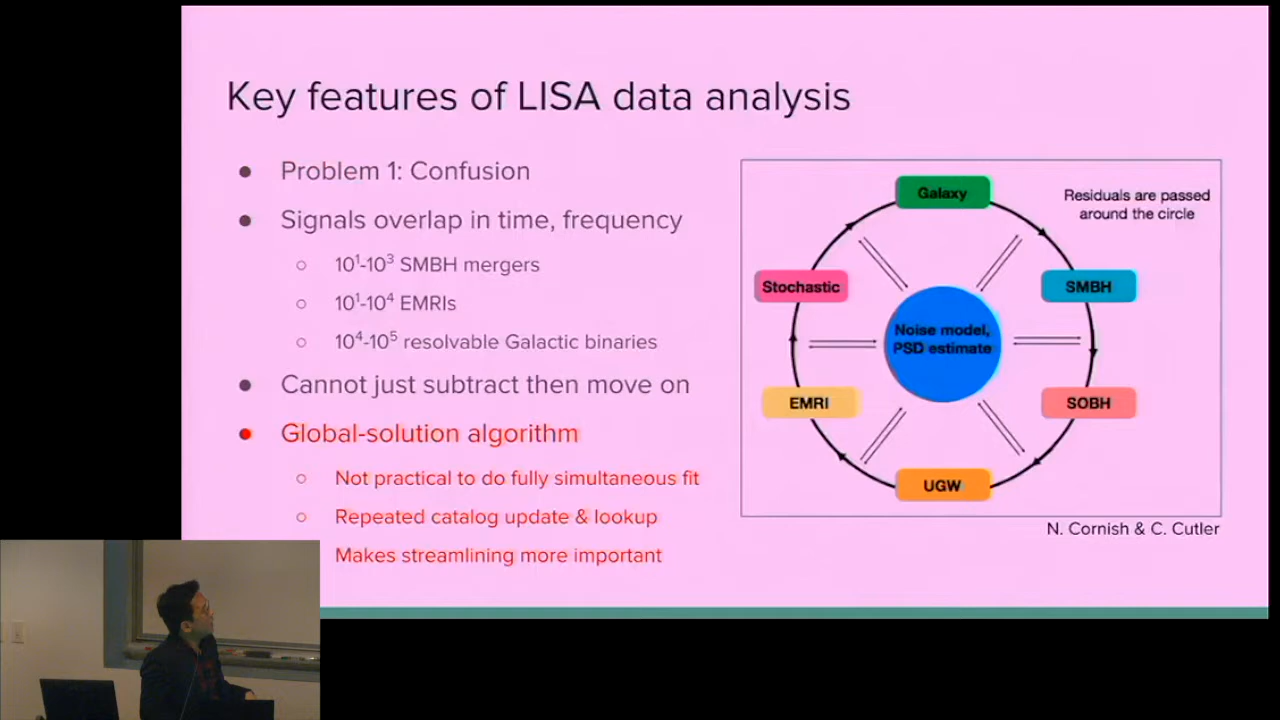 Key features of LISA data analysis
● Problem 1: Confusion
● Signals overlap in time, frequency
○ 10¹-10³ SMBH mergers
○ 10¹-10⁴ EMRIs
○ 10⁴-10⁵ resolvable Galactic binaries
● Cannot just subtract then move on
● Global-solution algorithm
○ Not practical to do fully simultaneous fit
○ Repeated catalog update & lookup
Makes streamlining more important
Galaxy
Residuals are passed
around the circle
Stochastic
SMBH
Noise model,
PSD estimate
EMRI
SOBH
UGW
N. Cornish & C. Cutler